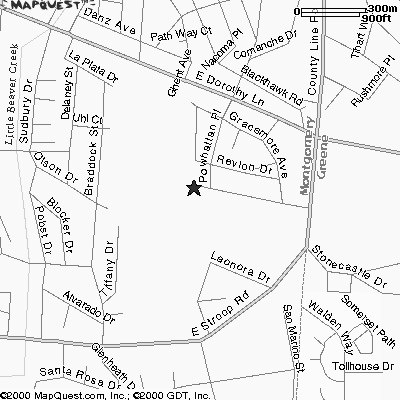 MAPQUEST
Danz Ave
Path Way Ct
Nacoma Pl
Comanche Dr
County Line Rd
0 300m
900ft
Tihart Wy
Rushmore Pl
Blackhawk Rd
Ghent Ave
E Dorothy Ln
La Plata Dr
Little Beaver Creek
Sudbury Dr
Delaney St
Uhl Ct
Braddock St
Powhattan Pl
Gracemore Ave
Revlon Dr
Montgomery
Greene
Olson Dr
Blocker Dr
Pobst Dr
Tiffany Dr
Alvarado Dr
Leonora Dr
Stonecastle Dr
E Stroop Rd
San Marino St
Somerset Path
Walden Way
Tollhouse Dr
Glenheath Dr
Santa Rosa Dr
©2000 MapQuest.com, Inc.; ©2000 GDT, Inc.